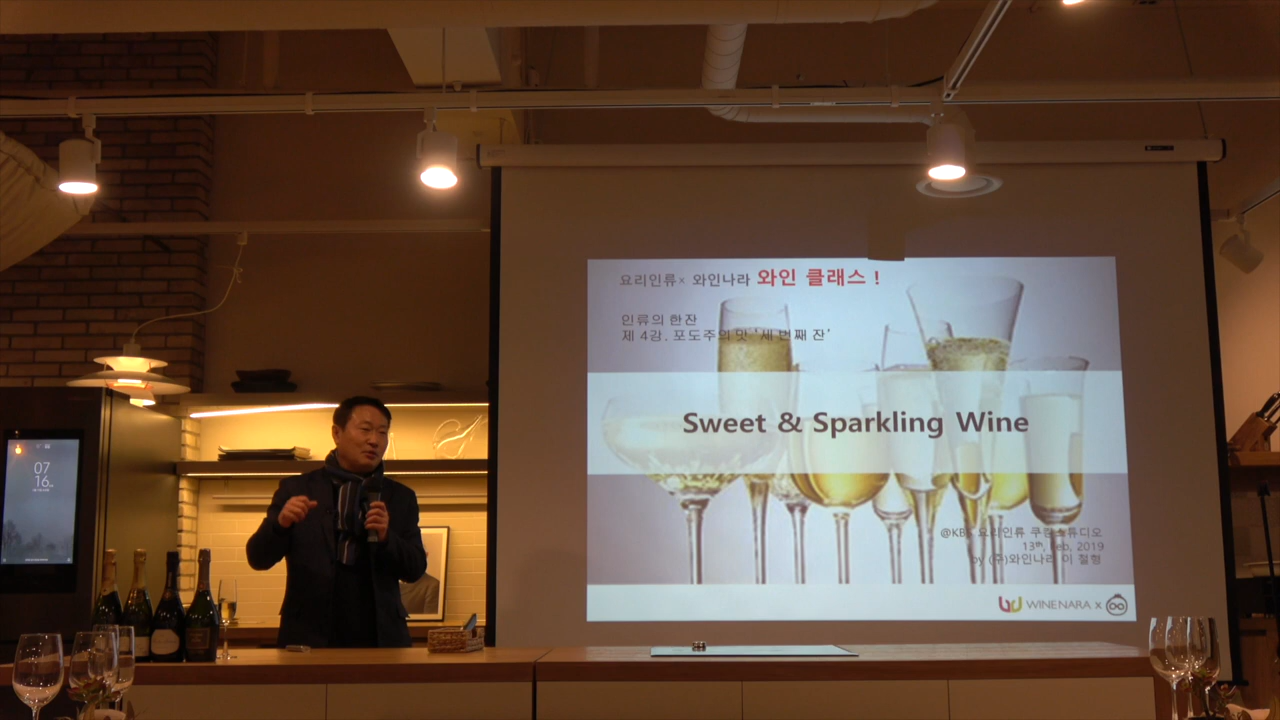 요리인류x 와인나라 와인 클래스 !
인류의 한잔
제 4강. 포도주의 맛 '세 번째 잔'
Sweet & Sparkling Wine
@KBS 요리인류 쿠킹스튜디오
13th, Feb, 2019
by (주)와인나라 이 철형
WINENARA x
07
16